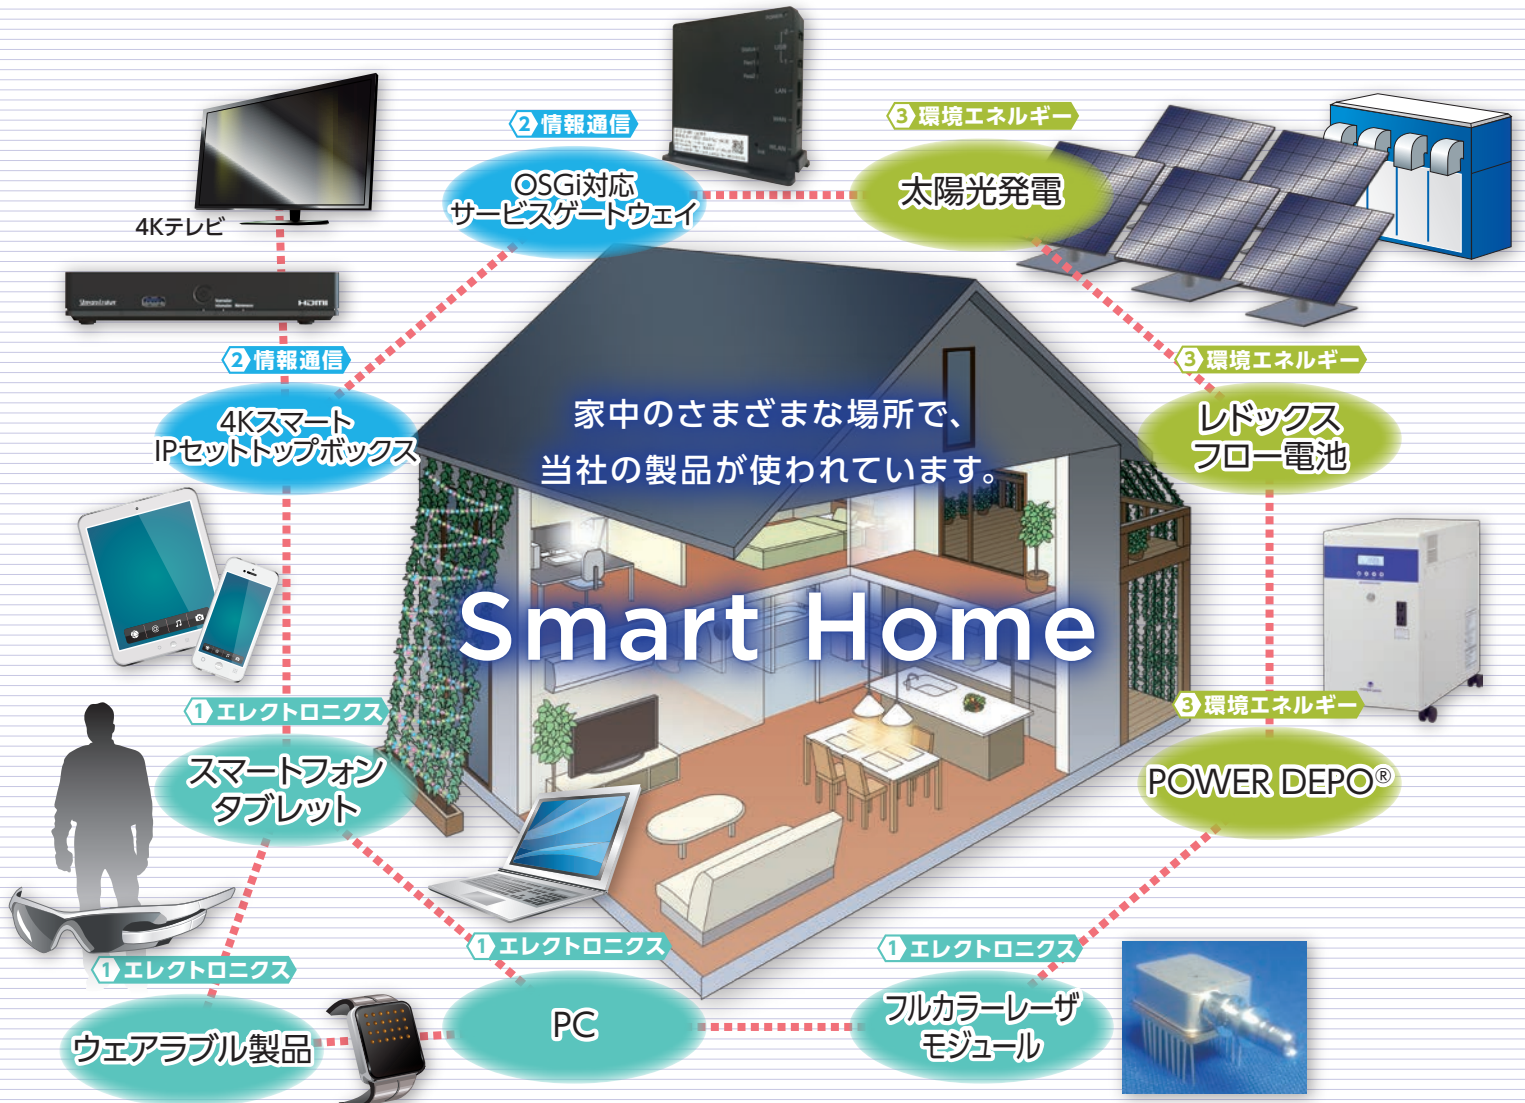 POWER
2
USB
1
LAN
WAN
WLAN
② 情報通信
OSGi対応
サービスゲートウェイ
③ 環境エネルギー
太陽光発電
4Kテレビ
HDMI
② 情報通信
4Kスマート
IPセットトップボックス
家中のさまざまな場所で、
当社の製品が使われています。
Smart Home
③ 環境エネルギー
レドックス
フロー電池
① エレクトロニクス
スマートフォン
タブレット
③ 環境エネルギー
POWER DEPO®
① エレクトロニクス
ウェアラブル製品
① エレクトロニクス
PC
① エレクトロニクス
フルカラーレーザ
モジュール